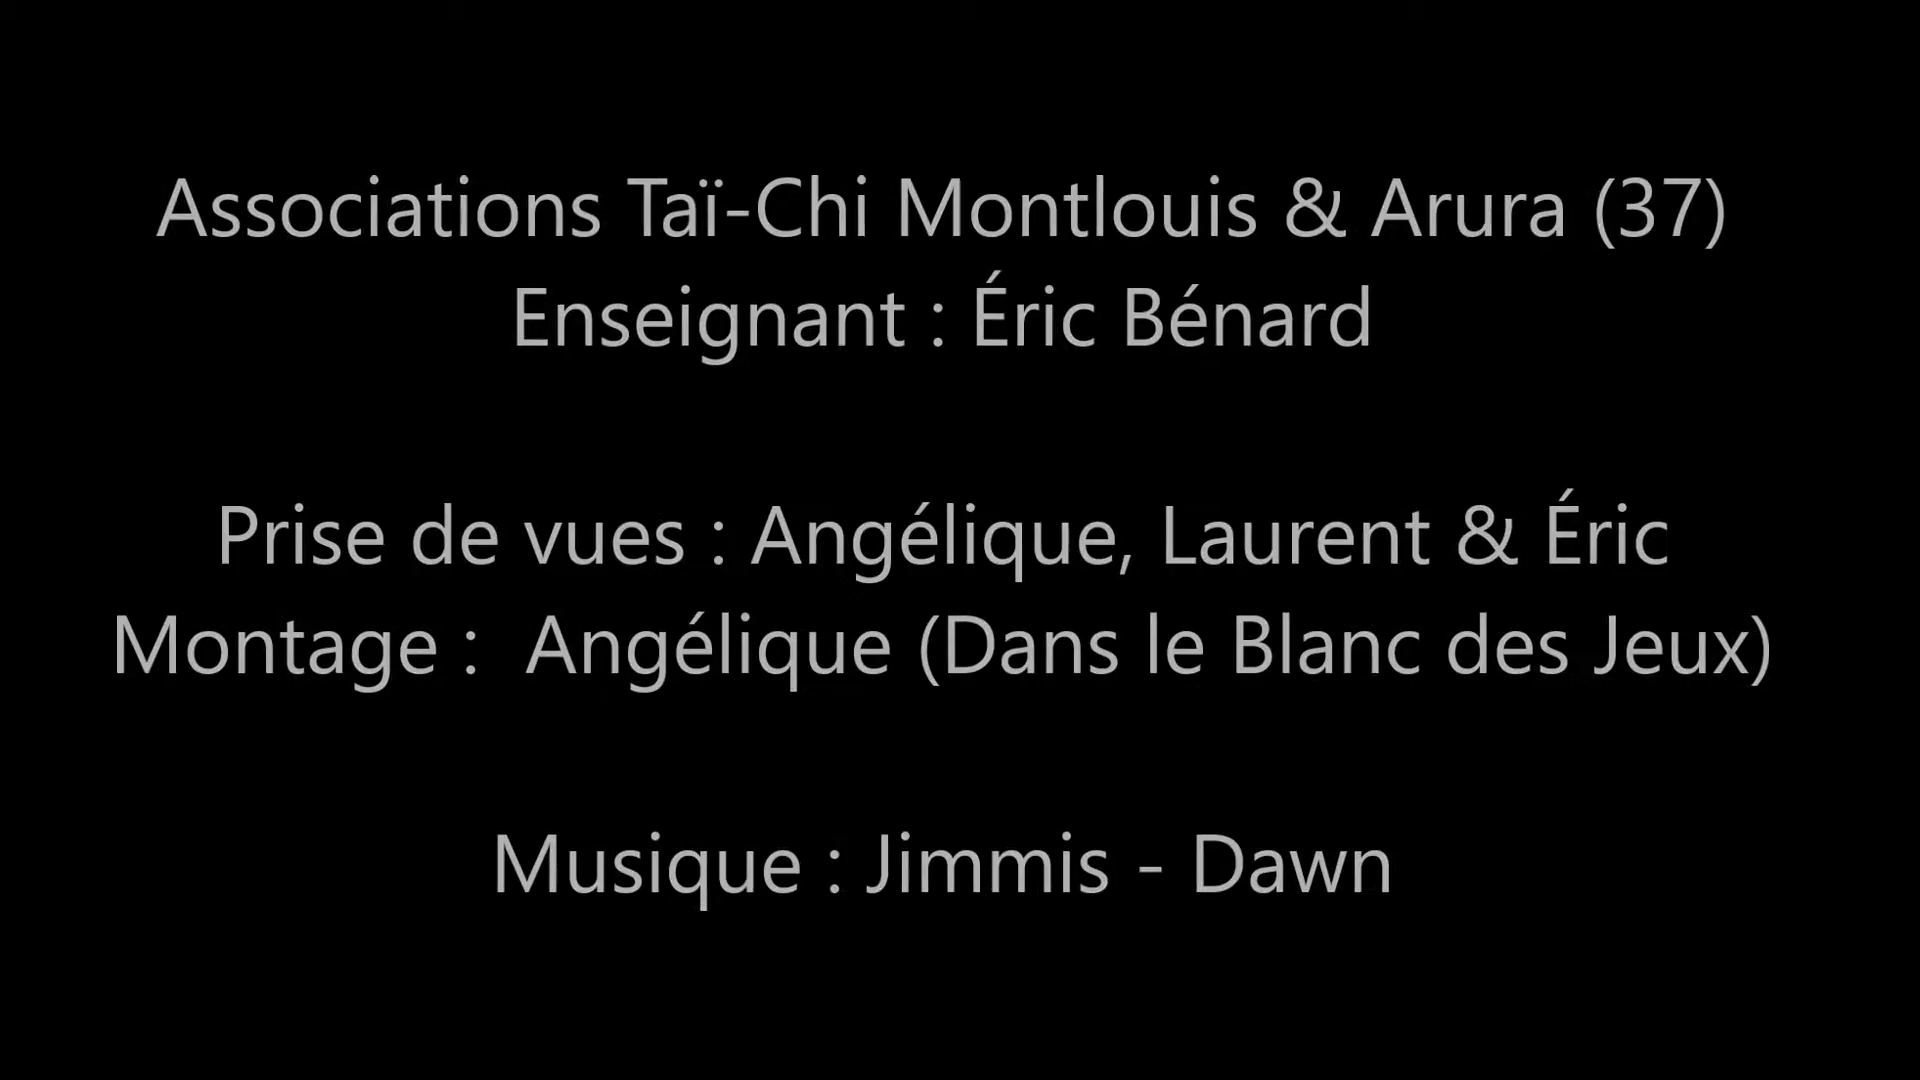 Associations Taï-Chi Montlouis & Arura (37)
Enseignant : Éric Bénard
Prise de vues : Angélique, Laurent & Éric
Montage :  Angélique (Dans le Blanc des Jeux)
Musique : Jimmis - Dawn